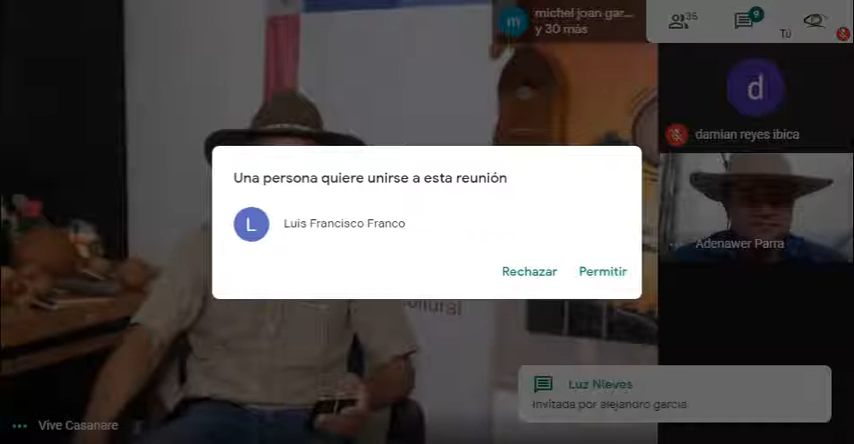 michel joan gar...
y 30 más
m
36
9
Tú
d
damian reyes ibica
Una persona quiere unirse a esta reunión
L
Luis Francisco Franco
Adenawer Parra
Rechazar
Permitir
Luz Nieves
Invitada por alejandro garcia
Vive Casanare